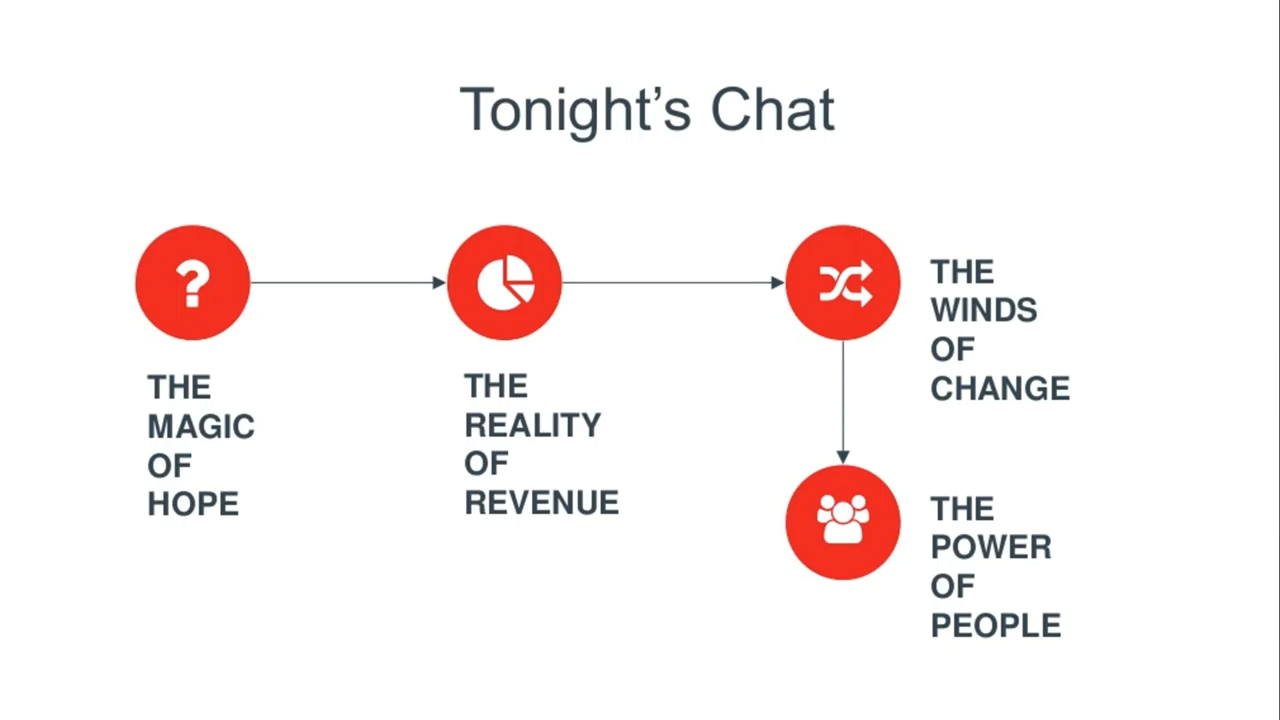 Tonight’s Chat
THE
MAGIC
OF
HOPE
THE
REALITY
OF
REVENUE
THE
WINDS
OF
CHANGE
THE
POWER
OF
PEOPLE